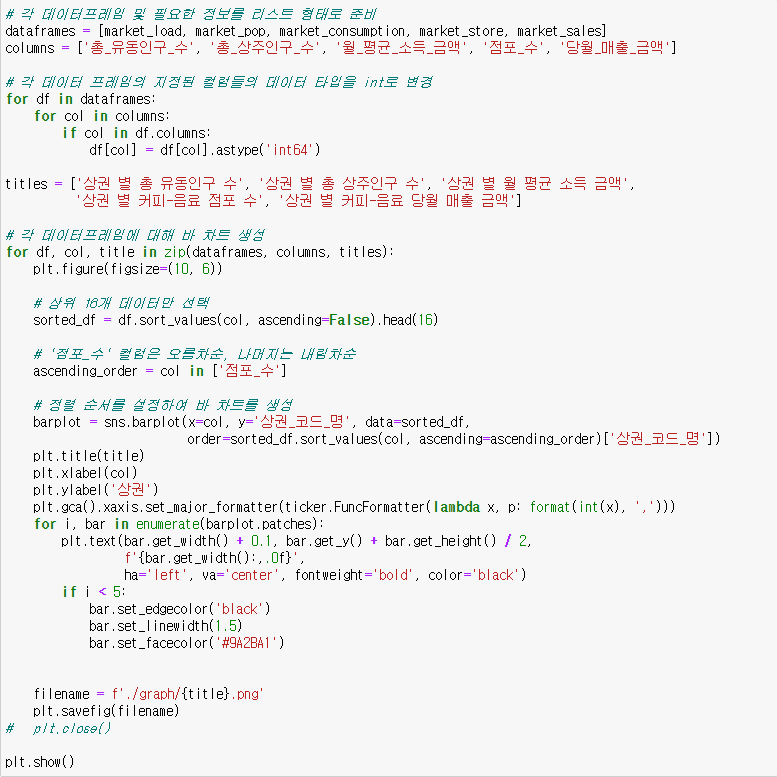 # 각 데이터프레임 및 필요한 정보를 리스트 형태로 준비
dataframes = [market_load, market_pop, market_consumption, market_store, market_sales]
columns = ['총_유동인구_수', '총_상주인구_수', '월_평균_소득_금액', '점포_수', '당월_매출_금액']

# 각 데이터 프레임의 지정된 컬럼들의 데이터 타입을 int로 변경
for df in dataframes:
    for col in columns:
        if col in df.columns:
            df[col] = df[col].astype('int64')

titles = ['상권 별 총 유동인구 수', '상권 별 총 상주인구 수', '상권 별 월 평균 소득 금액',
          '상권 별 커피-음료 점포 수', '상권 별 커피-음료 당월 매출 금액']

# 각 데이터프레임에 대해 바 차트 생성
for df, col, title in zip(dataframes, columns, titles):
    plt.figure(figsize=(10, 6))

    # 상위 16개 데이터만 선택
    sorted_df = df.sort_values(col, ascending=False).head(16)

    # '점포_수' 컬럼은 오름차순, 나머지는 내림차순
    ascending_order = col in ['점포_수']

    # 정렬 순서를 설정하여 바 차트를 생성
    barplot = sns.barplot(x=col, y='상권_코드_명', data=sorted_df,
                          order=sorted_df.sort_values(col, ascending=ascending_order)['상권_코드_명'])
    plt.title(title)
    plt.xlabel(col)
    plt.ylabel('상권')
    plt.gca().xaxis.set_major_formatter(ticker.FuncFormatter(lambda x, p: format(int(x), ',')))
    for i, bar in enumerate(barplot.patches):
        plt.text(bar.get_width() + 0.1, bar.get_y() + bar.get_height() / 2,
                 f'{bar.get_width():,.0f}',
                 ha='left', va='center', fontweight='bold', color='black')
        if i < 5:
            bar.set_edgecolor('black')
            bar.set_linewidth(1.5)
            bar.set_facecolor('#9A2BA1')

    filename = f'./graph/{title}.png'
    plt.savefig(filename)
#   plt.close()

plt.show()